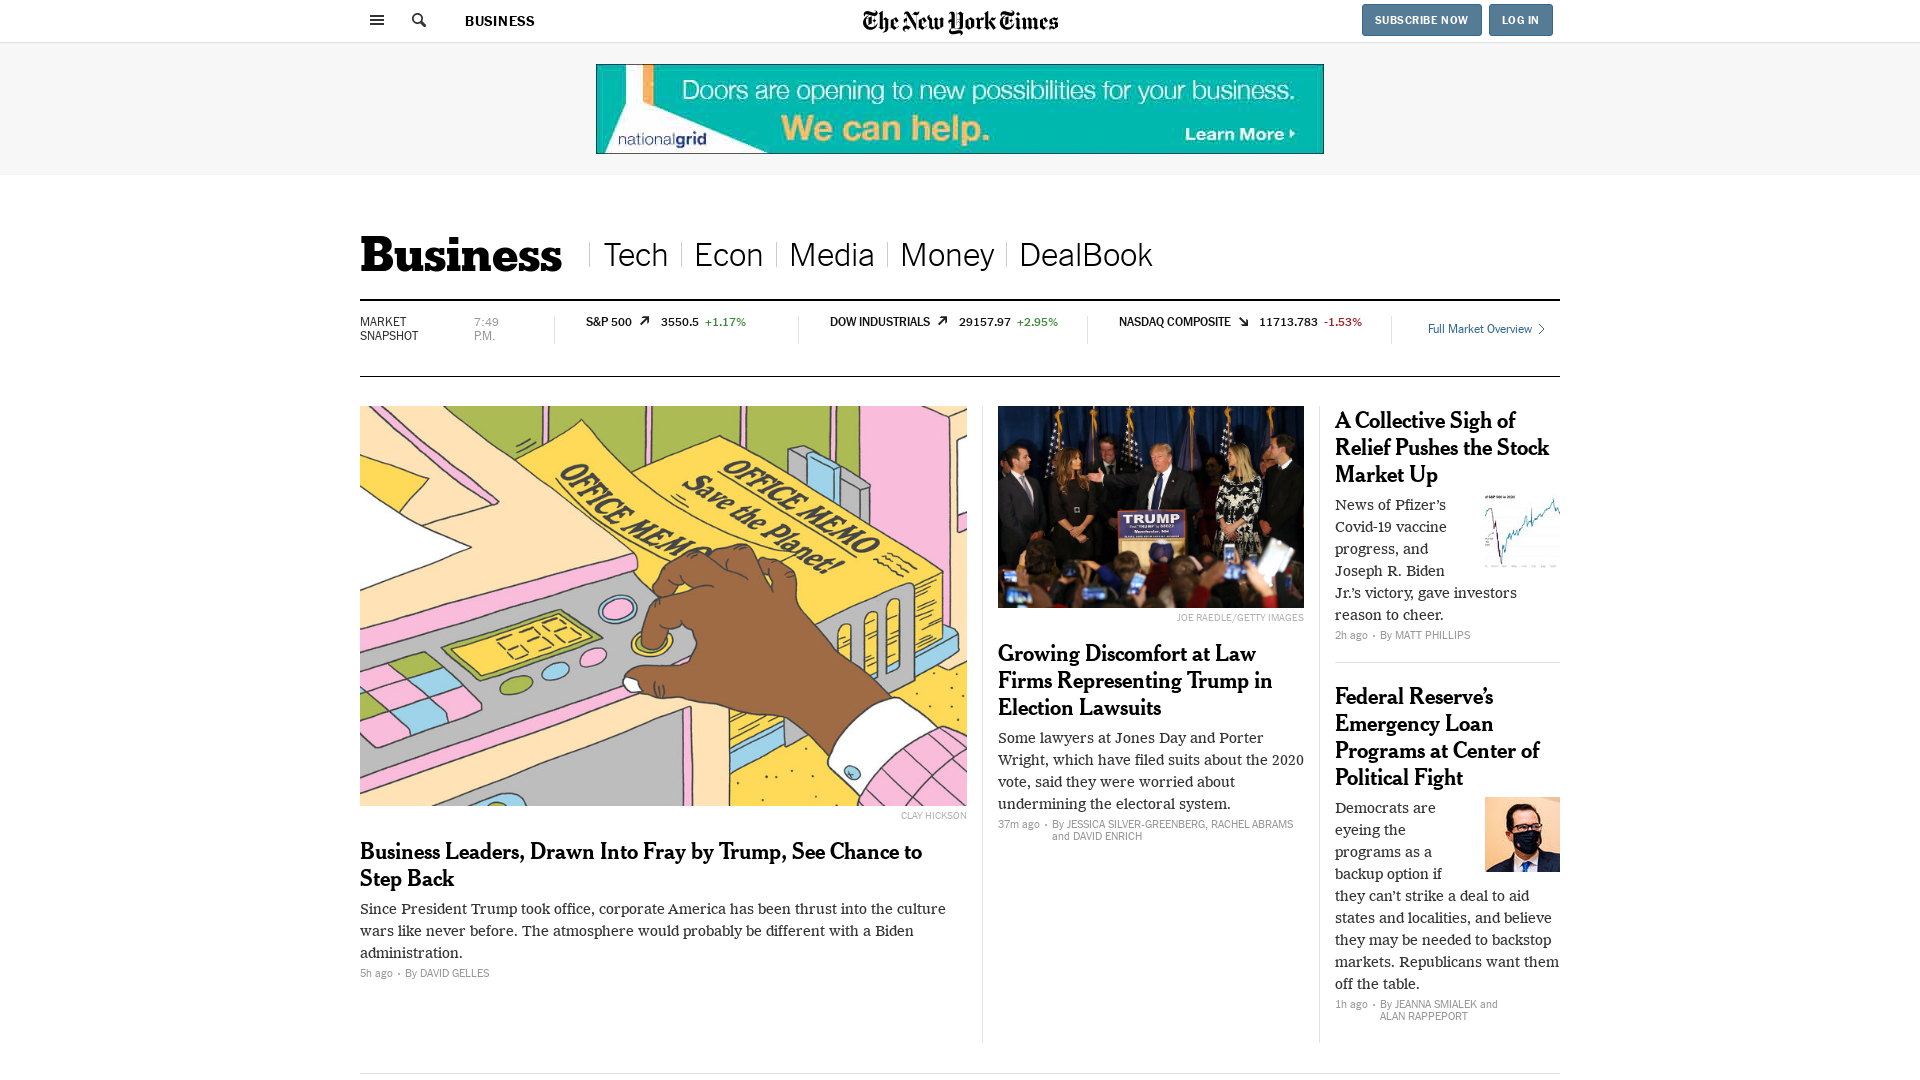 BUSINESS
The New York Times
SUBSCRIBE NOW
LOG IN
Doors are opening to new possibilities for your business.
We can help.
nationalgrid
Learn More
Business
Tech
Econ
Media
Money
DealBook
MARKET
SNAPSHOT
7:49
P.M.
S&P 500 3550.5 +1.17%
DOW INDUSTRIALS 29157.97 +2.95%
NASDAQ COMPOSITE 11713.783 -1.53%
Full Market Overview
OFFICE MEMO
OFFICE MEMO
Save the Planet!
CLAY HICKSON
Business Leaders, Drawn Into Fray by Trump, See Chance to
Step Back
Since President Trump took office, corporate America has been thrust into the culture
wars like never before. The atmosphere would probably be different with a Biden
administration.
5h ago • By DAVID GELLES
TRUMP
JOE RAEDLE/GETTY IMAGES
Growing Discomfort at Law
Firms Representing Trump in
Election Lawsuits
Some lawyers at Jones Day and Porter
Wright, which have filed suits about the 2020
vote, said they were worried about
undermining the electoral system.
37m ago • By JESSICA SILVER-GREENBERG, RACHEL ABRAMS
and DAVID ENRICH
A Collective Sigh of
Relief Pushes the Stock
Market Up
News of Pfizer’s
Covid-19 vaccine
progress, and
Joseph R. Biden
Jr.’s victory, gave investors
reason to cheer.
2h ago • By MATT PHILLIPS
Federal Reserve’s
Emergency Loan
Programs at Center of
Political Fight
Democrats are
eyeing the
programs as a
backup option if
they can’t strike a deal to aid
states and localities, and believe
they may be needed to backstop
markets. Republicans want them
off the table.
1h ago • By JEANNA SMIALEK and
ALAN RAPPEPORT